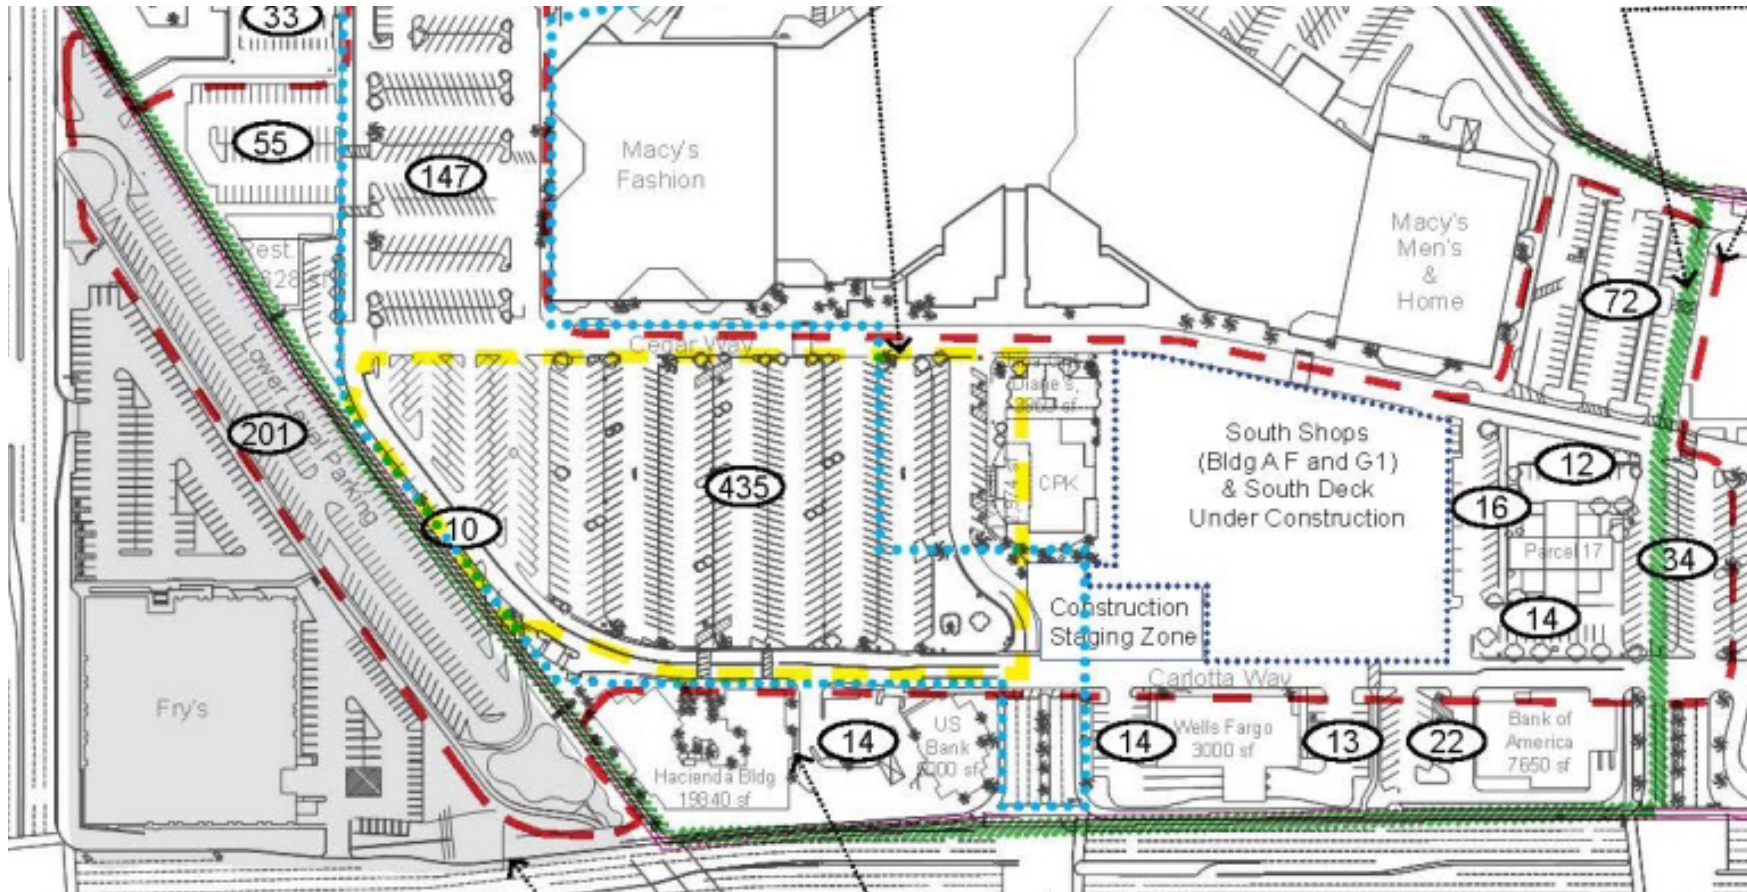 33
55
147
Macy's
Fashion
Macy's
Men's
&
Home
72
Rest.
Cedar Way
Lower Level Parking
201
10
435
Diane's,
CPK
South Shops
(Bldg A F and G1)
& South Deck
Under Construction
12
16
Parcel 17
34
14
Construction
Staging Zone
Carlotta Way
Fry's
Hacienda Bldg
19840 sf
14
US
Bank
14
Wells Fargo
3000 sf
13
22
Bank of
America
7650 sf